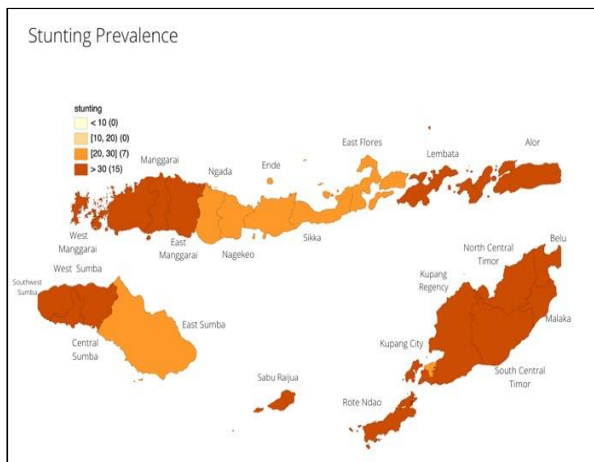 Stunting Prevalence
stunting
< 10 (0)
[10, 20) (0)
[20, 30] (7)
> 30 (15)
East Flores
Manggarai
Ngada
Ende
Lembata
Alor
West
Manggarai
East
Manggarai
Nagekeo
Sikka
North Central
Timor
Belu
Kupang
Regency
West Sumba
Southwest
Sumba
East Sumba
Malaka
Central
Sumba
Kupang City
South Central
Timor
Sabu Raijua
Rote Ndao